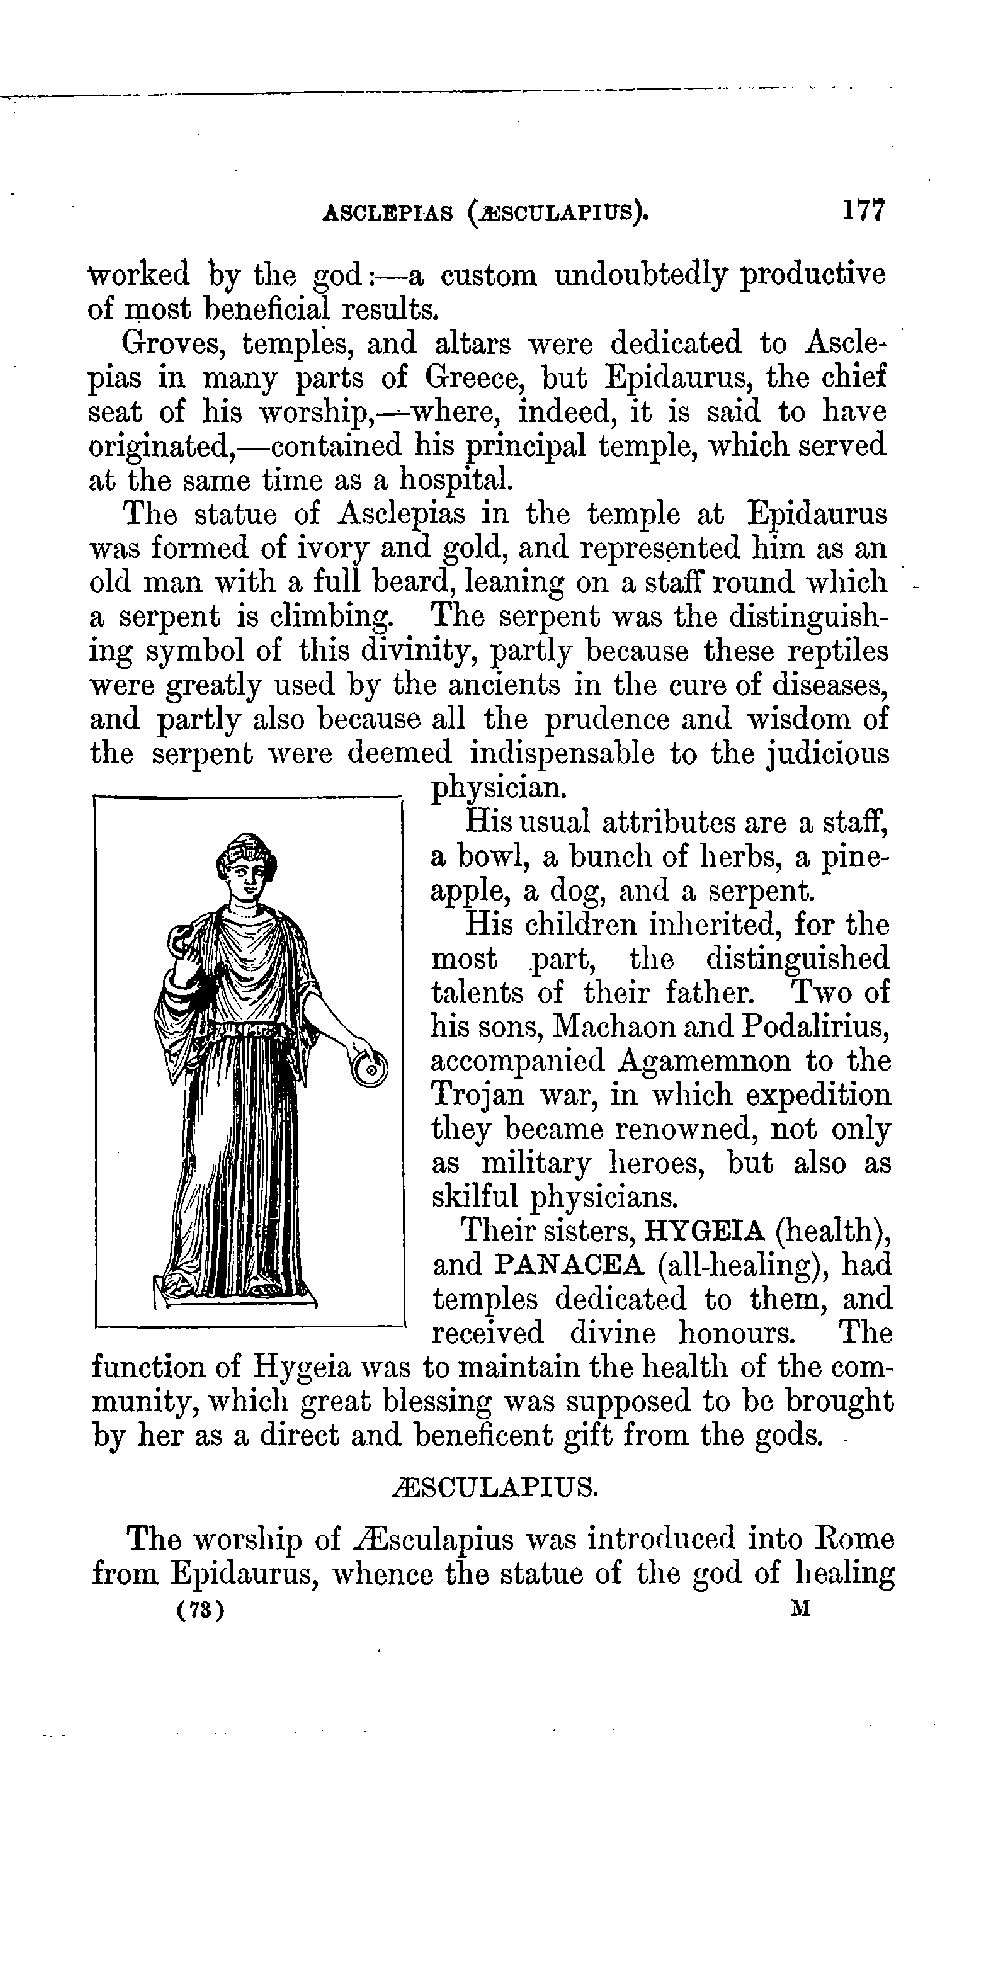 ASCLEPIAS (ÆSCULAPIUS). 177
worked by the god:—a custom undoubtedly productive
of most beneficial results.
Groves, temples, and altars were dedicated to Ascle-
pias in many parts of Greece, but Epidaurus, the chief
seat of his worship,—where, indeed, it is said to have
originated,—contained his principal temple, which served
at the same time as a hospital.
The statue of Asclepias in the temple at Epidaurus
was formed of ivory and gold, and represented him as an
old man with a full beard, leaning on a staff round which
a serpent is climbing. The serpent was the distinguish-
ing symbol of this divinity, partly because these reptiles
were greatly used by the ancients in the cure of diseases,
and partly also because all the prudence and wisdom of
the serpent were deemed indispensable to the judicious
physician.
His usual attributes are a staff,
a bowl, a bunch of herbs, a pine-
apple, a dog, and a serpent.
His children inherited, for the
most part, the distinguished
talents of their father. Two of
his sons, Machaon and Podalirius,
accompanied Agamemnon to the
Trojan war, in which expedition
they became renowned, not only
as military heroes, but also as
skilful physicians.
Their sisters, HYGEIA (health),
and PANACEA (all-healing), had
temples dedicated to them, and
received divine honours. The
function of Hygeia was to maintain the health of the com-
munity, which great blessing was supposed to be brought
by her as a direct and beneficent gift from the gods.
ÆSCULAPIUS.
The worship of Æsculapius was introduced into Rome
from Epidaurus, whence the statue of the god of healing
(73) M